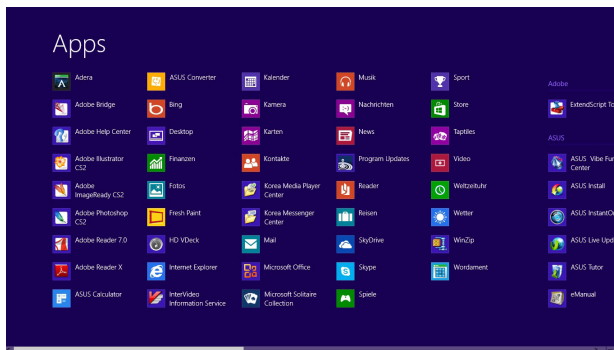 Apps
Adera
Adobe Bridge
Adobe Help Center
Adobe Illustrator
CS2
Adobe
ImageReady CS2
Adobe Photoshop
CS2
Adobe Reader 7.0
Adobe Reader X
ASUS Calculator
ASUS Converter
Bing
Desktop
Finanzen
Fotos
Fresh Paint
HD VDeck
Internet Explorer
InterVideo
Information Service
Kalender
Kamera
Karten
Kontakte
Korea Media Player
Center
Korea Messenger
Center
Mail
Microsoft Office
Microsoft Solitaire
Collection
Musik
Nachrichten
News
Program Updates
Reader
Reisen
SkyDrive
Skype
Spiele
Sport
Store
Taptiles
Video
Weltzeituhr
Wetter
WinZip
Wordament
Adobe
ExtendScript To
ASUS
ASUS Vibe Fun
Center
ASUS Install
ASUS InstantOn
ASUS Live Upd
ASUS Tutor
eManual